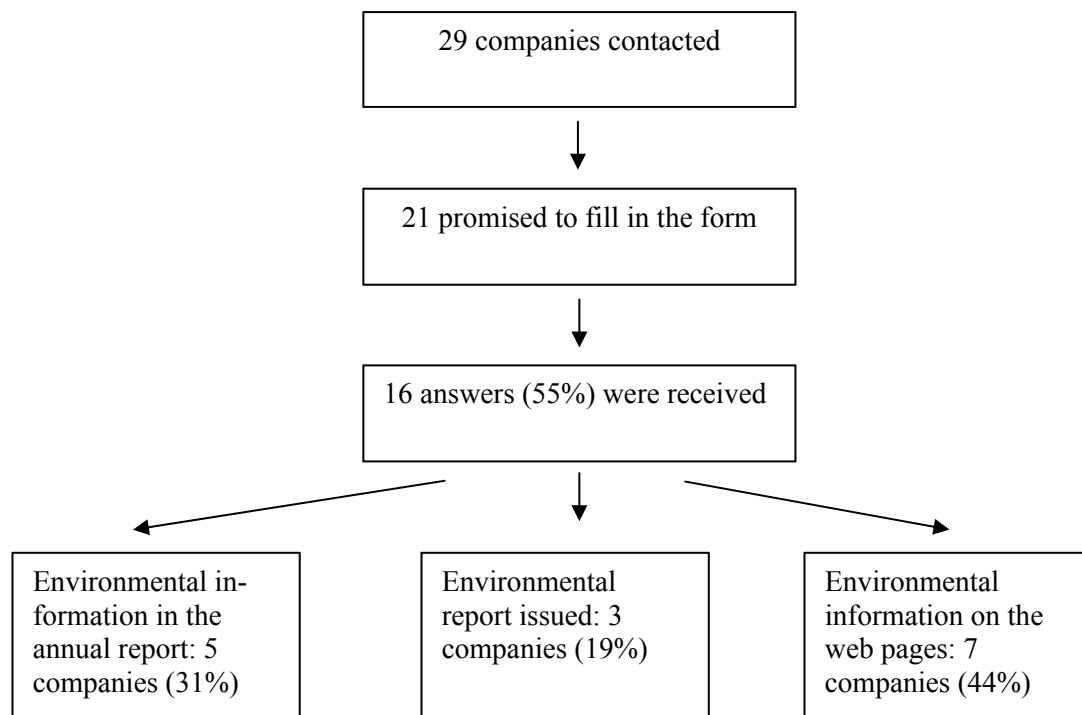 29 companies contacted
21 promised to fill in the form
16 answers (55%) were received
Environmental in-
formation in the
annual report: 5
companies (31%)
Environmental
report issued: 3
companies (19%)
Environmental
information on the
web pages: 7
companies (44%)